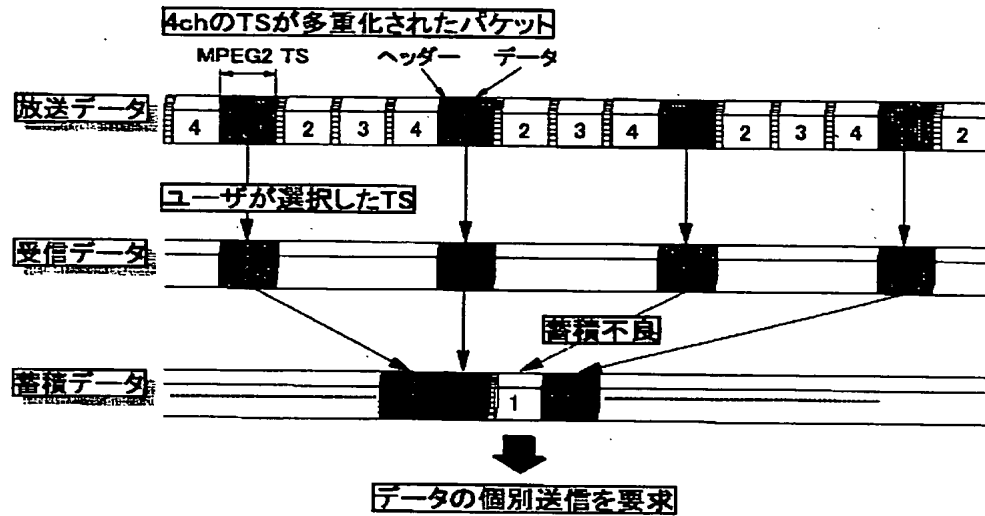 4chのTSが多重化されたパケット
MPEG2 TS
ヘッダー データ
放送データ
4 2 3 4 2 3 4 2 3 4 2
ユーザが選択したTS
受信データ
蓄積不良
蓄積データ
1
データの個別送信を要求